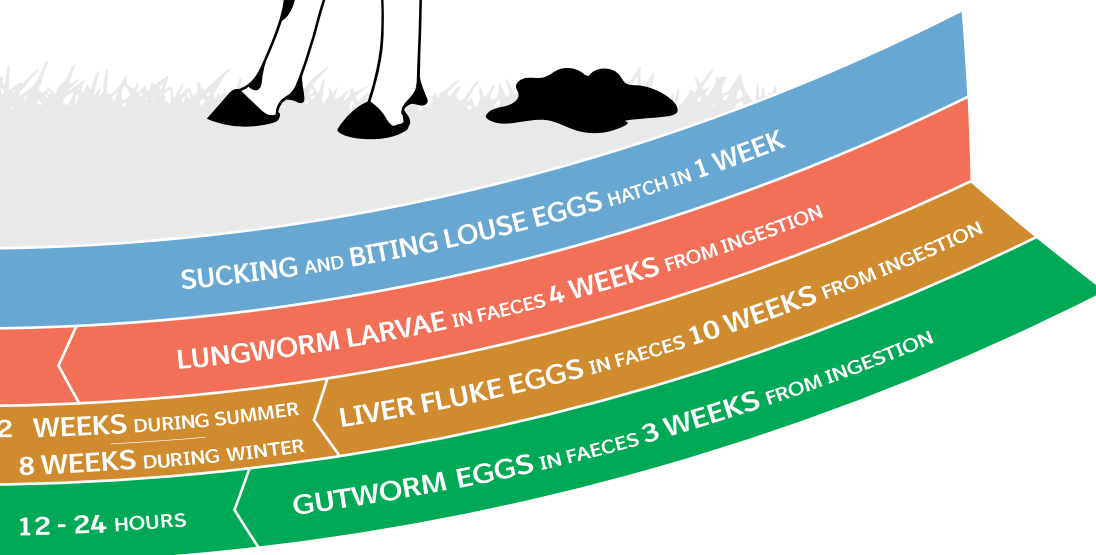 SUCKING AND BITING LOUSE EGGS HATCH IN 1 WEEK
LUNGWORM LARVAE IN FAECES 4 WEEKS FROM INGESTION
2 WEEKS DURING SUMMER
8 WEEKS DURING WINTER
LIVER FLUKE EGGS IN FAECES 10 WEEKS FROM INGESTION
12 - 24 HOURS
GUTWORM EGGS IN FAECES 3 WEEKS FROM INGESTION